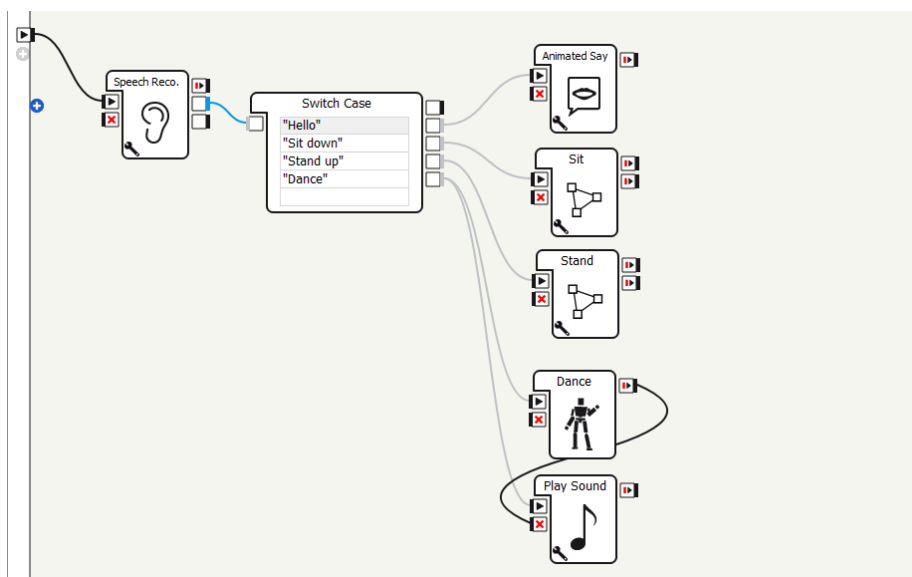 Speech Reco.
Switch Case
"Hello"
"Sit down"
"Stand up"
"Dance"
Animated Say
Sit
Stand
Dance
Play Sound